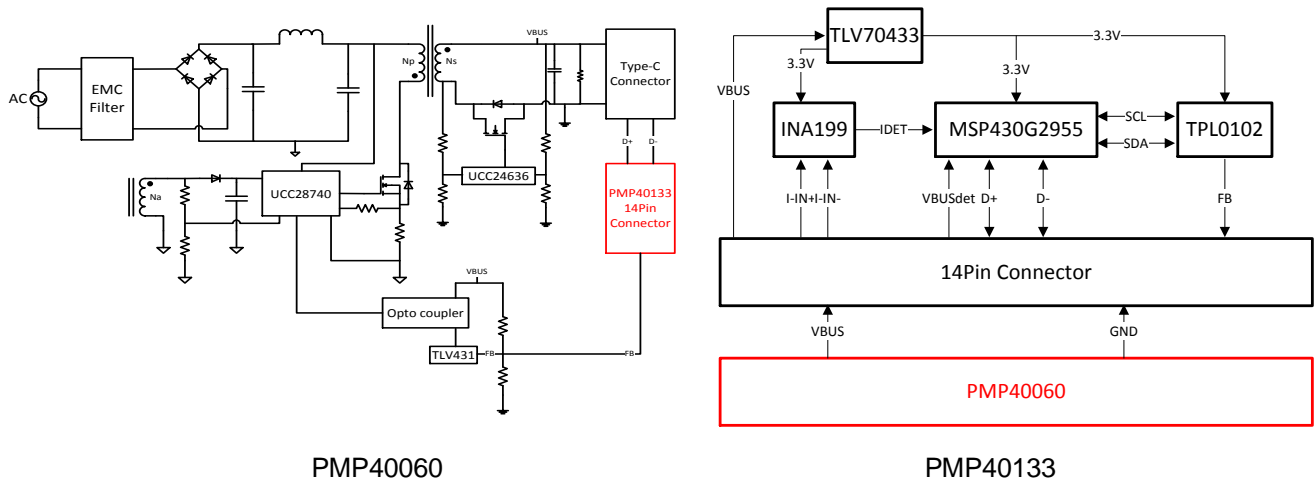 VBUS
Np
Ns
Type-C
Connector
AC
EMC
Filter
D+
D-
UCC24636
PMP40133
14Pin
Connector
Na
UCC28740
VBUS
Opto coupler
TLV431
FB
FB
PMP40060
TLV70433
3.3V
3.3V
3.3V
VBUS
INA199
IDET
MSP430G2955
SCL
SDA
TPL0102
I-IN+
I-IN-
VBUSdet
D+
D-
FB
14Pin Connector
VBUS
GND
PMP40060
PMP40133